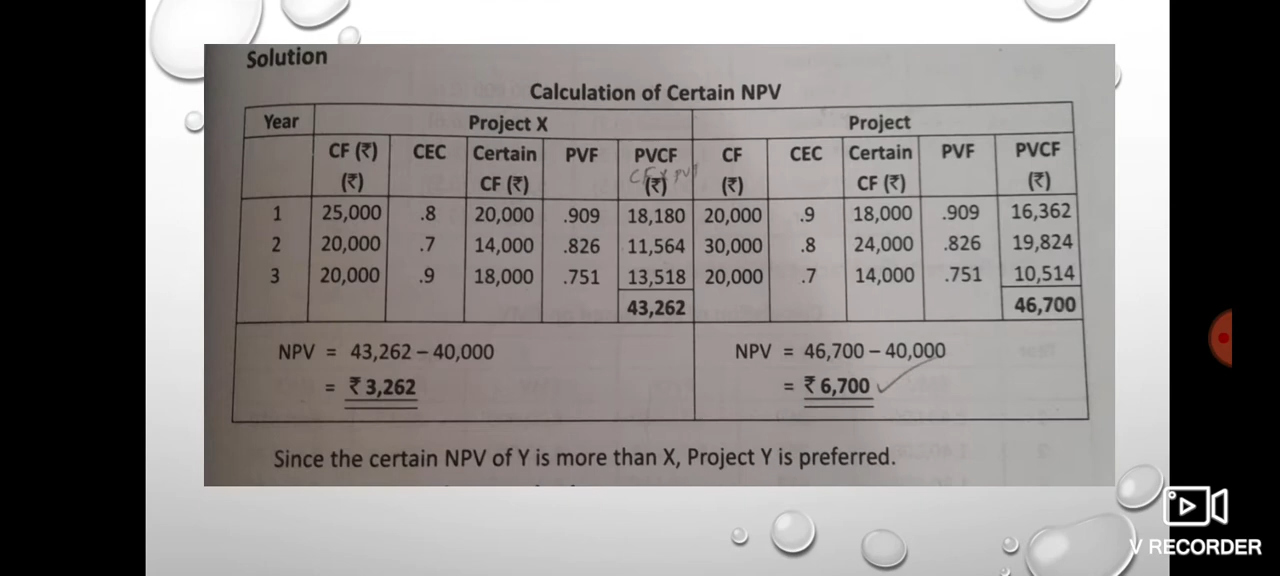 Solution
Calculation of Certain NPV
Year Project X Project
CF (₹) CEC Certain PVF PVCF CF CEC Certain PVF PVCF
CF X PVF
(₹) CF (₹) (₹) (₹) CF (₹) (₹)
1 25,000 .8 20,000 .909 18,180 20,000 .9 18,000 .909 16,362
2 20,000 .7 14,000 .826 11,564 30,000 .8 24,000 .826 19,824
3 20,000 .9 18,000 .751 13,518 20,000 .7 14,000 .751 10,514
43,262 46,700
NPV = 43,262 – 40,000 NPV = 46,700 – 40,000
= ₹ 3,262 = ₹ 6,700
Since the certain NPV of Y is more than X, Project Y is preferred.
V RECORDER